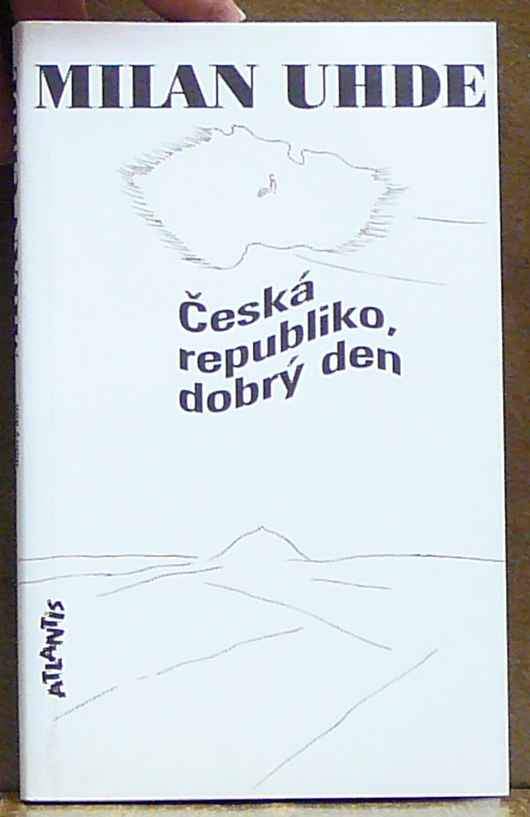 MILAN UHDE
Česká
republiko,
dobrý den
ATLANTIS